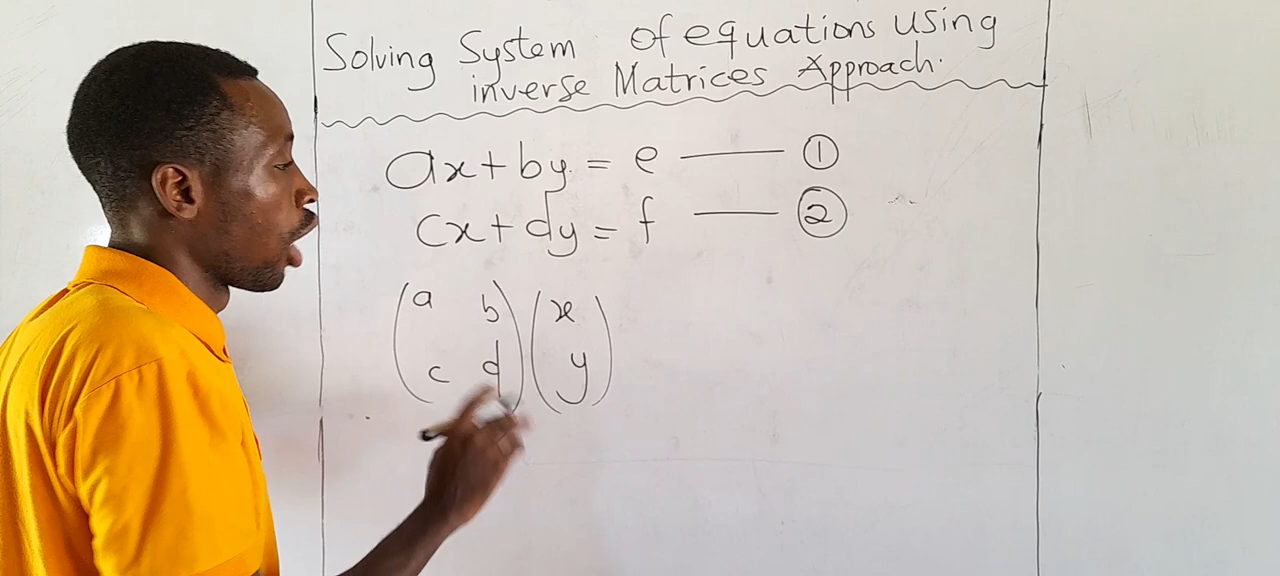 Solving System of equations using
inverse Matrices Approach.
ax + by = e —— ①
cx + dy = f —— ②
(a b) (x)
(c d) (y)